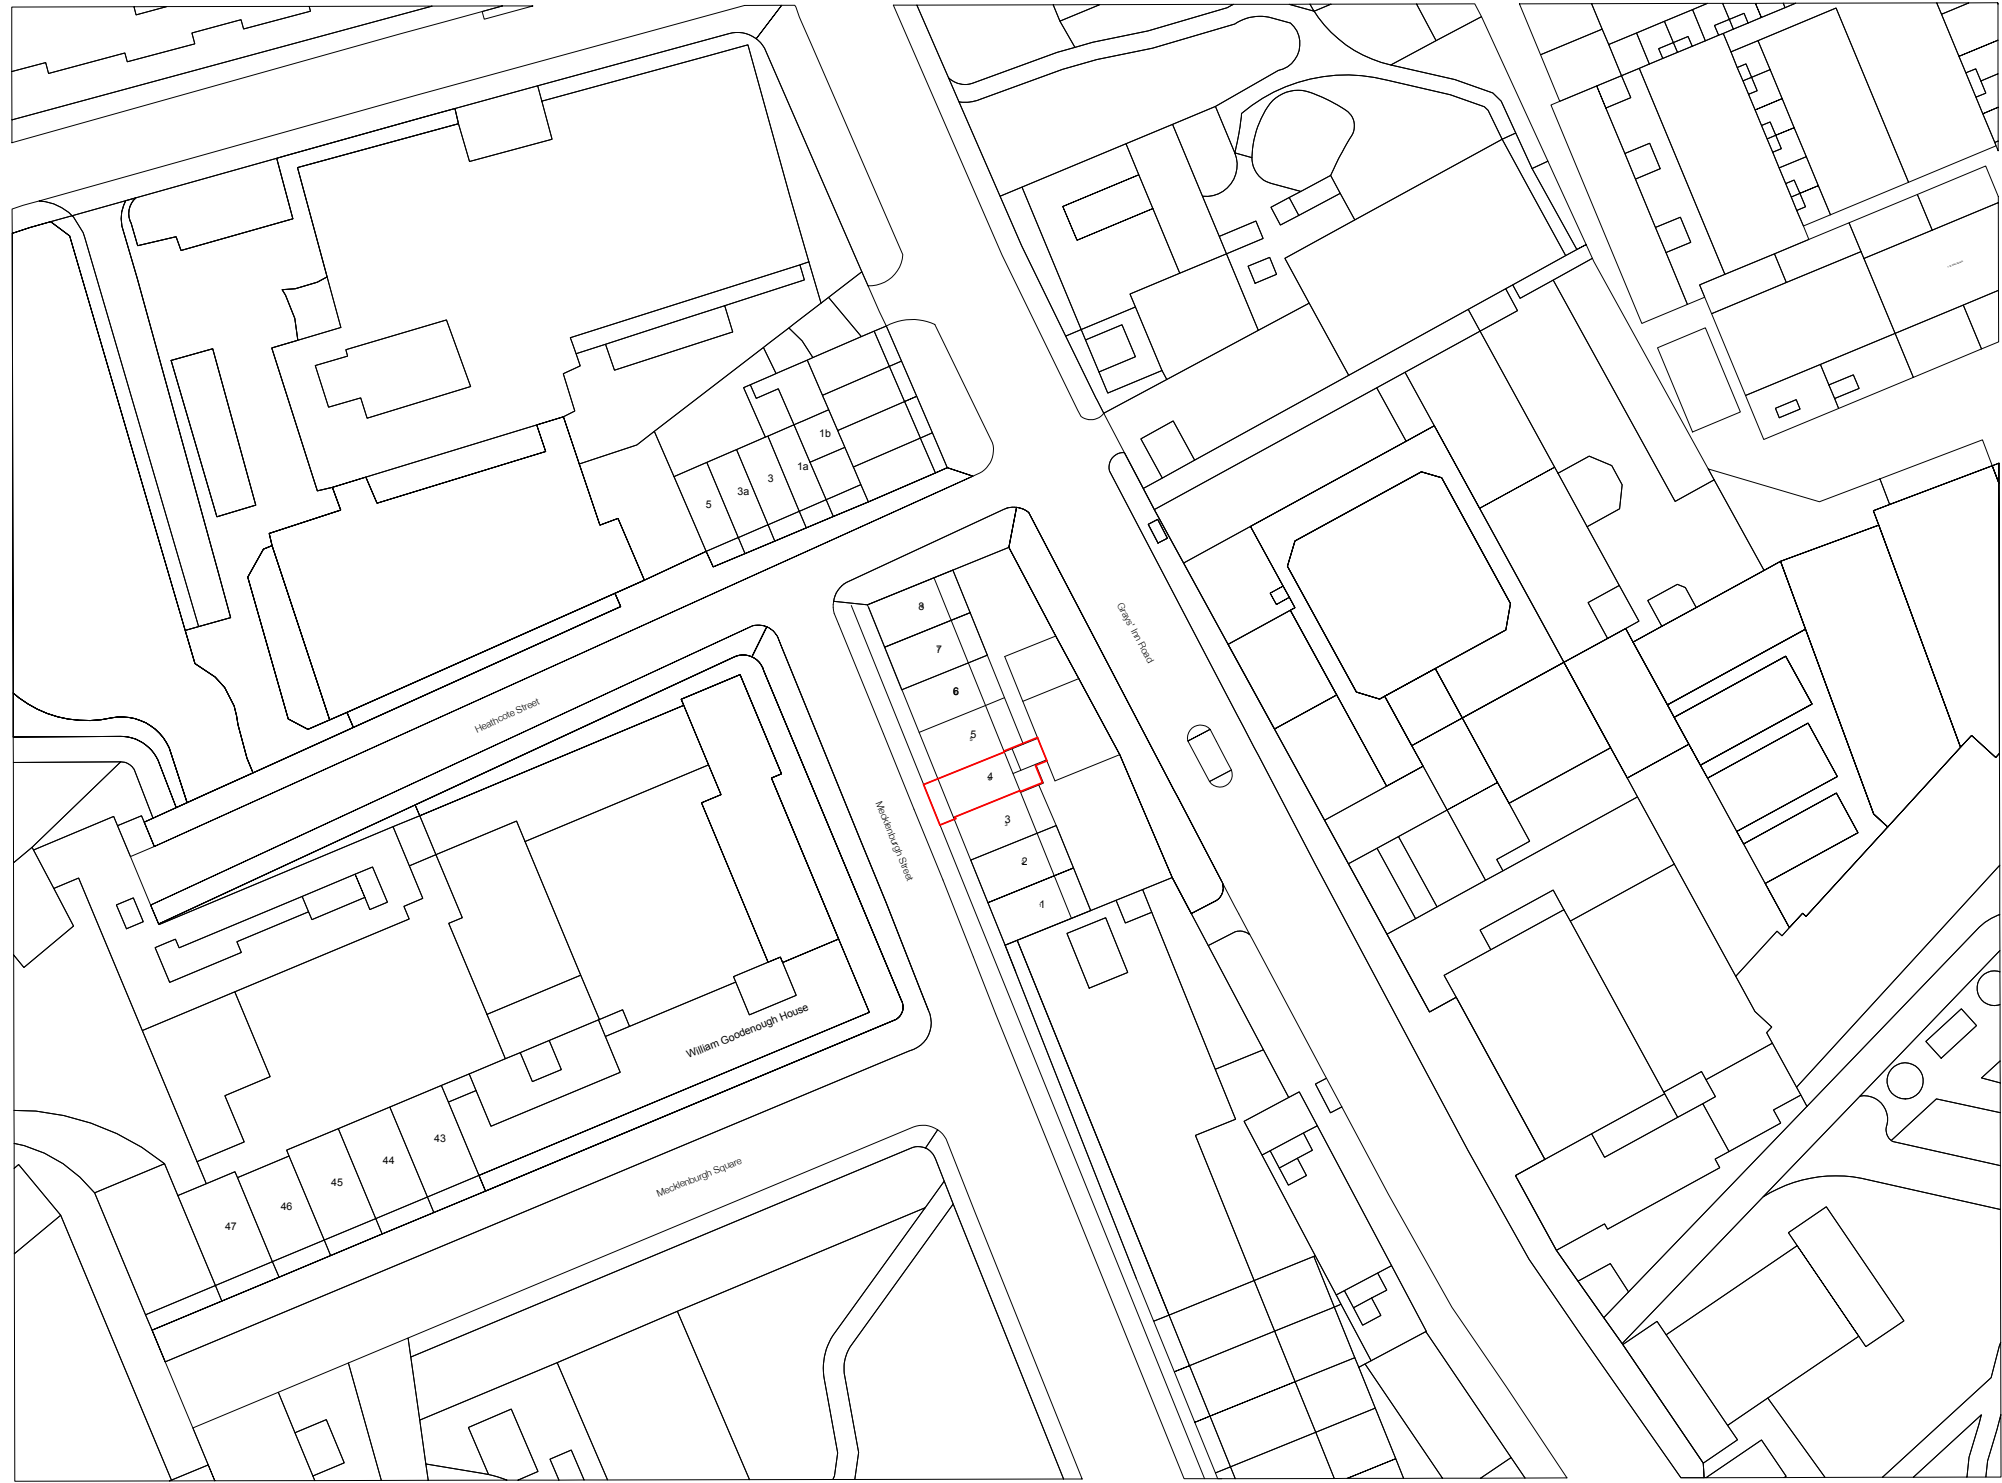 1b
1a
3
3a
5
8
7
6
5
4
3
2
1
Grays' Inn Road
Heathcote Street
Mecklenburgh Street
William Goodenough House
43
44
45
46
47
Mecklenburgh Square